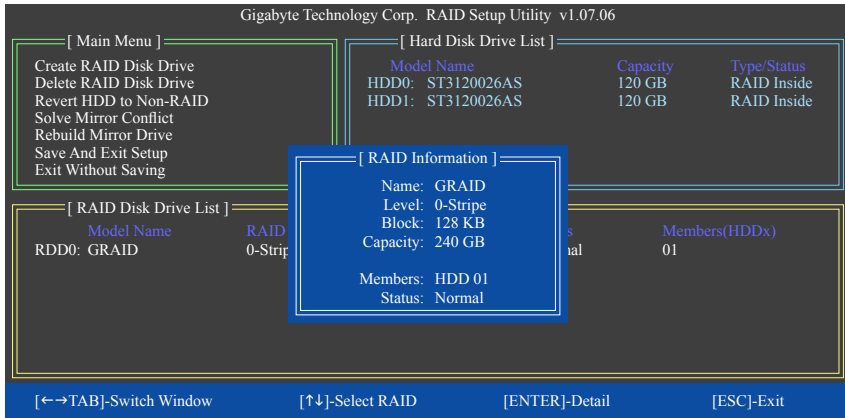 Gigabyte Technology Corp. RAID Setup Utility v1.07.06
[ Main Menu ]
Create RAID Disk Drive
Delete RAID Disk Drive
Revert HDD to Non-RAID
Solve Mirror Conflict
Rebuild Mirror Drive
Save And Exit Setup
Exit Without Saving
[ Hard Disk Drive List ]
Model Name Capacity Type/Status
HDD0: ST3120026AS 120 GB RAID Inside
HDD1: ST3120026AS 120 GB RAID Inside
[ RAID Information ]
Name: GRAID
Level: 0-Stripe
Block: 128 KB
Capacity: 240 GB
Members: HDD 01
Status: Normal
[ RAID Disk Drive List ]
Model Name RAID Members(HDDx)
RDD0: GRAID 0-Strip 01
[←→TAB]-Switch Window [↑↓]-Select RAID [ENTER]-Detail [ESC]-Exit